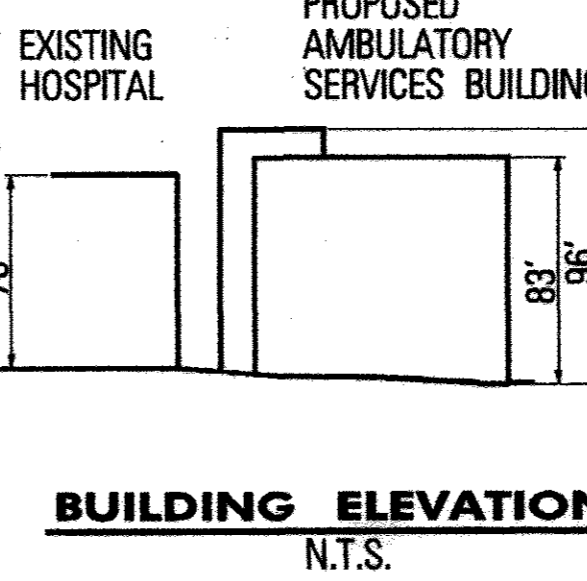 EXISTING
HOSPITAL
PROPOSED
AMBULATORY
SERVICES BUILDING
83'
96'
BUILDING ELEVATION
N.T.S.